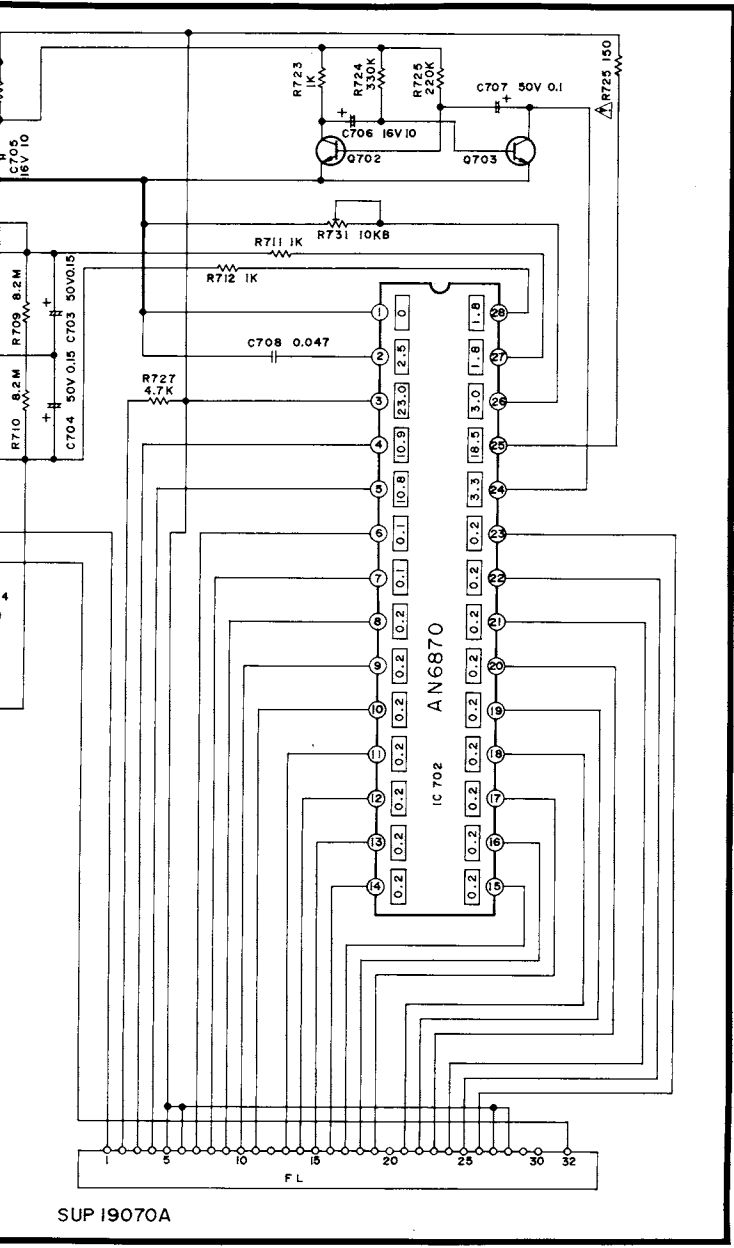 R723
1K
R724
330K
R725
220K
C707 50V 0.1
R725 150
C705
16V 10
+
C706 16V 10
Q702
Q703
R731 10KB
R711 1K
R712 1K
R709 8.2M
C703 50V0.15
R710 8.2M
C704 50V 0.15
C708 0.047
R727
4.7K
1 0 1.8 28
2 2.5 1.8 27
3 23.0 3.0 26
4 10.9 18.5 25
5 10.8 3.3 24
6 0.1 0.2 23
7 0.1 0.2 22
8 0.2 0.2 21
9 0.2 0.2 20
10 0.2 0.2 19
11 0.2 0.2 18
12 0.2 0.2 17
13 0.2 0.2 16
14 0.2 0.2 15
AN6870
IC 702
4
1 5 10 15 20 25 30 32
FL
SUP 19070A